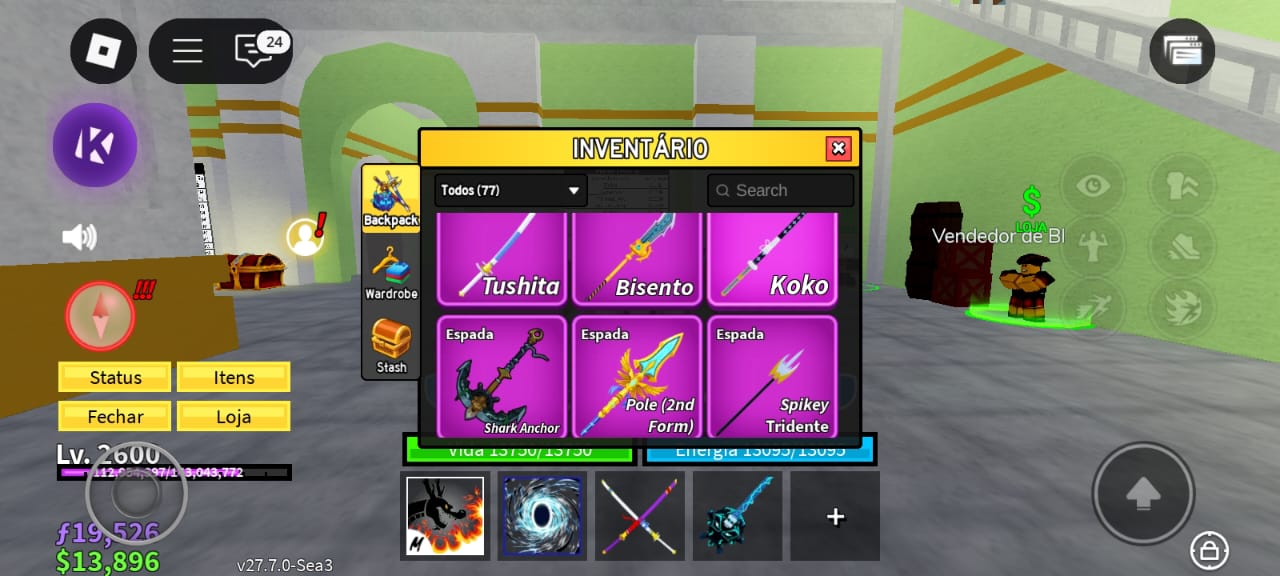 24
INVENTÁRIO
Todos (77)
Search
Backpack
Wardrobe
Stash
Tushita
Bisento
Koko
Espada
Shark Anchor
Espada
Pole (2nd
Form)
Espada
Spikey
Tridente
$
LOJA
Vendedor de Bl
!
!!!
Status
Itens
Fechar
Loja
Lv. 2600
Vida 13750/13750
Energia 13095/13095
ƒ19,526
$13,896
v27.7.0-Sea3
M
+